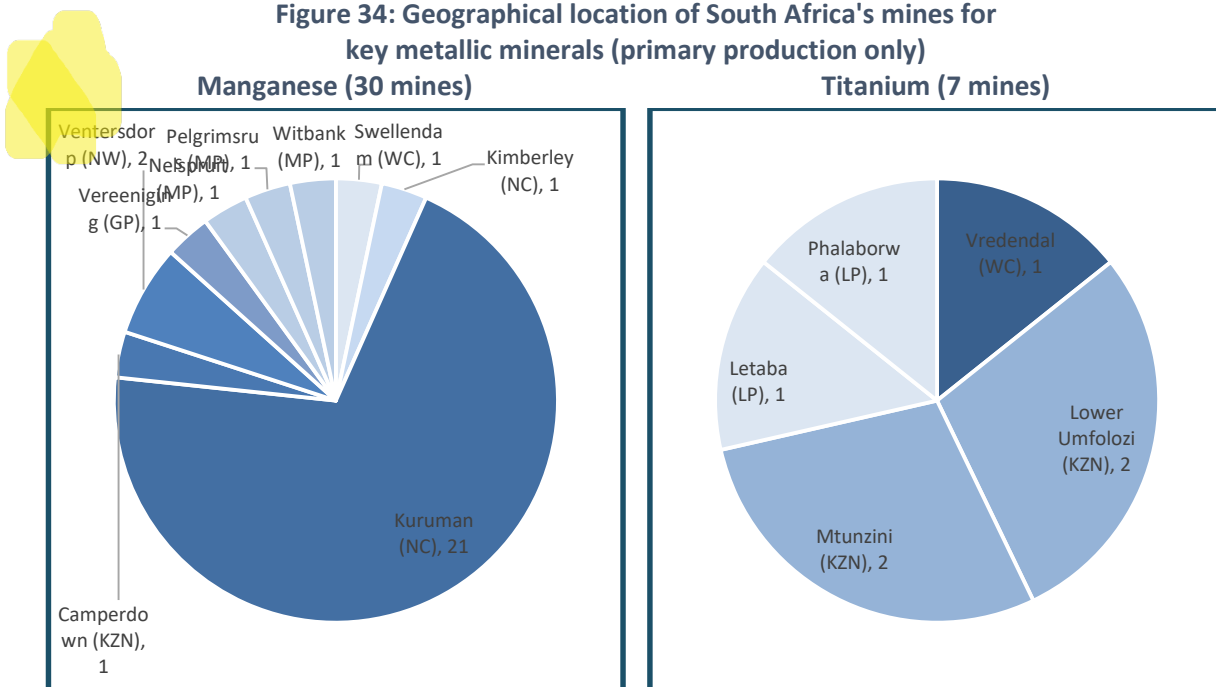 Figure 34: Geographical location of South Africa's mines for
key metallic minerals (primary production only)
Manganese (30 mines)
Ventersdor
p (NW), 2
Pelgrimsru
s (MP), 1
Nelspruit
(MP), 1
Witbank
(MP), 1
Swellenda
m (WC), 1
Kimberley
(NC), 1
Vereenigin
g (GP), 1
Kuruman
(NC), 21
Camperdo
wn (KZN),
1
Titanium (7 mines)
Phalaborw
a (LP), 1
Vredendal
(WC), 1
Letaba
(LP), 1
Lower
Umfolozi
(KZN), 2
Mtunzini
(KZN), 2